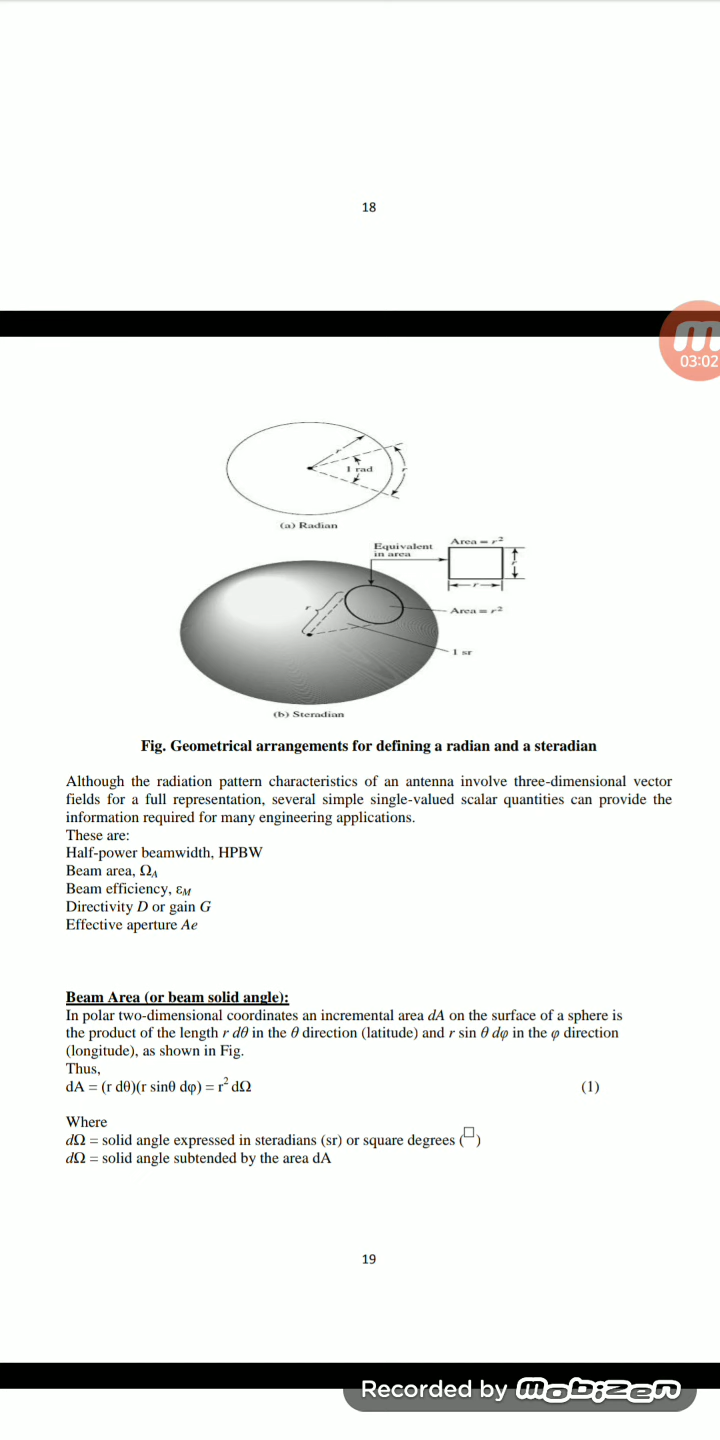 18
03:02
r
1 rad
r
(a) Radian
Equivalent
in area
Area = r²
r
r
r
Area = r²
1 sr
(b) Steradian
Fig. Geometrical arrangements for defining a radian and a steradian
Although the radiation pattern characteristics of an antenna involve three-dimensional vector
fields for a full representation, several simple single-valued scalar quantities can provide the
information required for many engineering applications.
These are:
Half-power beamwidth, HPBW
Beam area, Ω_A
Beam efficiency, ε_M
Directivity D or gain G
Effective aperture Ae
Beam Area (or beam solid angle):
In polar two-dimensional coordinates an incremental area dA on the surface of a sphere is
the product of the length r dθ in the θ direction (latitude) and r sin θ dφ in the φ direction
(longitude), as shown in Fig.
Thus,
dA = (r dθ)(r sinθ dφ) = r² dΩ (1)
Where
dΩ = solid angle expressed in steradians (sr) or square degrees (□)
dΩ = solid angle subtended by the area dA
19
Recorded by mobizen